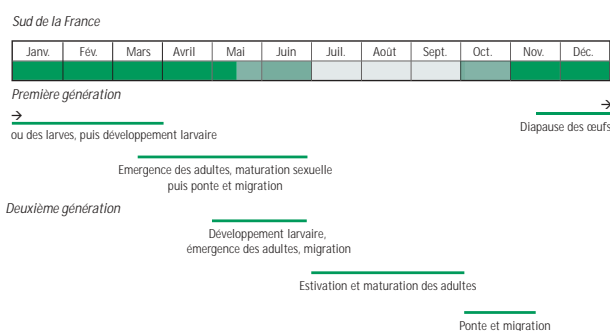 Sud de la France
Janv. Fév. Mars Avril Mai Juin Juil. Août Sept. Oct. Nov. Déc.
Première génération
→ →
ou des larves, puis développement larvaire
Diapause des œufs
Emergence des adultes, maturation sexuelle
puis ponte et migration
Deuxième génération
Développement larvaire,
émergence des adultes, migration
Estivation et maturation des adultes
Ponte et migration